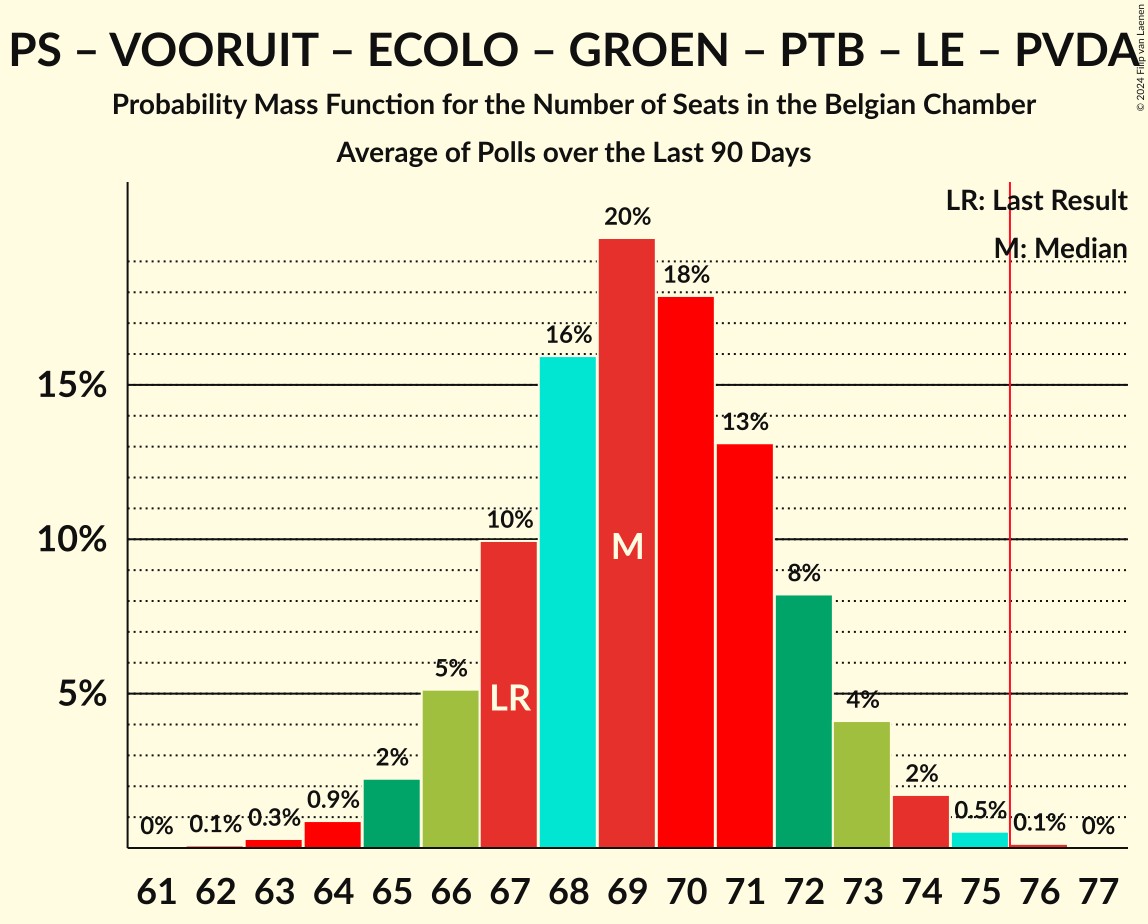 PS – VOORUIT – ECOLO – GROEN – PTB – LE – PVDA
© 2024 Filip van Laenen
Probability Mass Function for the Number of Seats in the Belgian Chamber
Average of Polls over the Last 90 Days
LR: Last Result
M: Median
20%
18%
16%
15%
13%
10%
10%
M
8%
5%
5%
LR
4%
2%
2%
0.9%
0.5%
0% 0.1% 0.3% 0.1% 0%
61 62 63 64 65 66 67 68 69 70 71 72 73 74 75 76 77